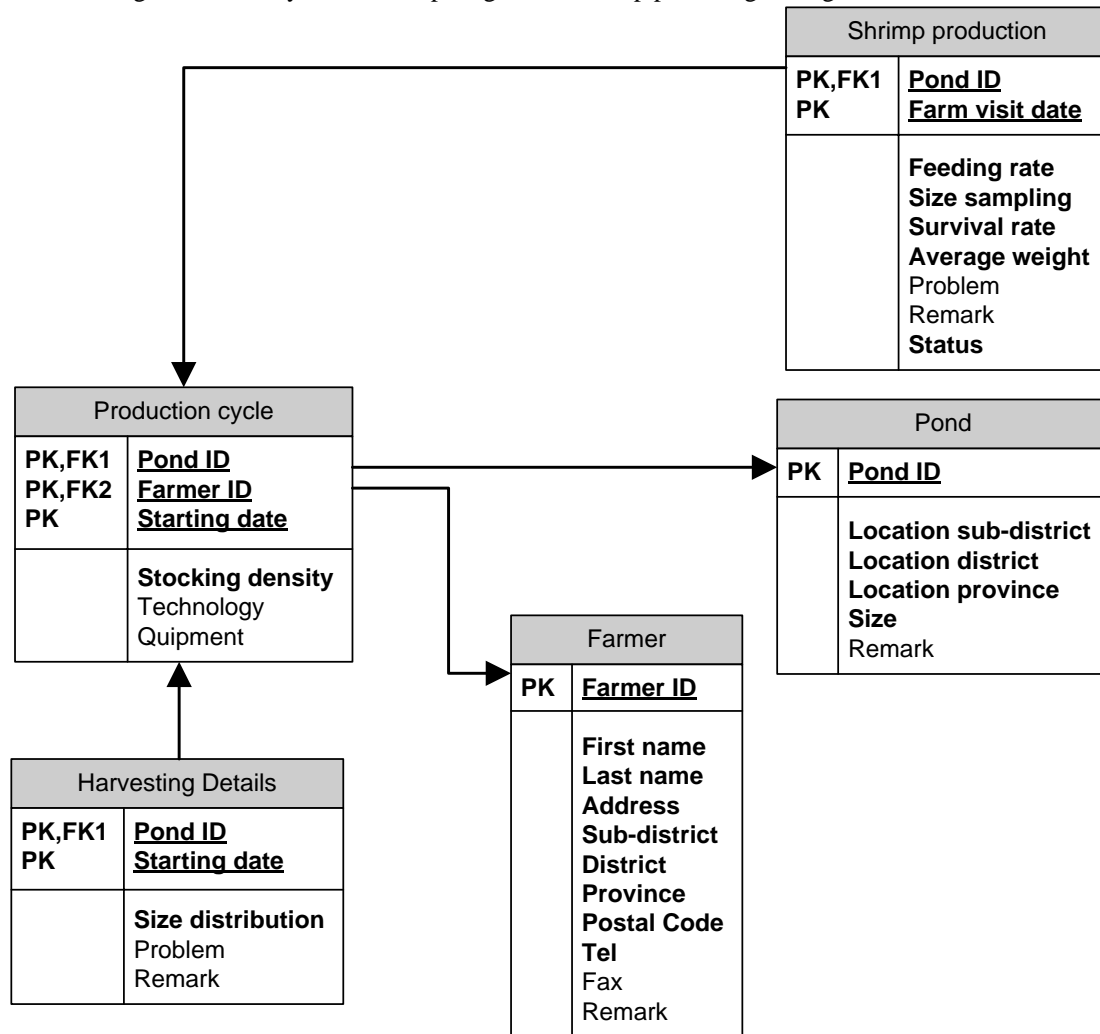 Shrimp production
PK,FK1 Pond ID
PK Farm visit date
Feeding rate
Size sampling
Survival rate
Average weight
Problem
Remark
Status
Production cycle
PK,FK1 Pond ID
PK,FK2 Farmer ID
PK Starting date
Stocking density
Technology
Quipment
Pond
PK Pond ID
Location sub-district
Location district
Location province
Size
Remark
Farmer
PK Farmer ID
First name
Last name
Address
Sub-district
District
Province
Postal Code
Tel
Fax
Remark
Harvesting Details
PK,FK1 Pond ID
PK Starting date
Size distribution
Problem
Remark